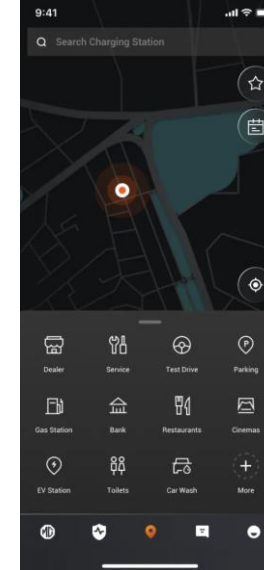 9:41
Search Charging Station
Dealer Service Test Drive Parking
P
Gas Station Bank Restaurants Cinemas
EV Station Toilets Car Wash More
MG